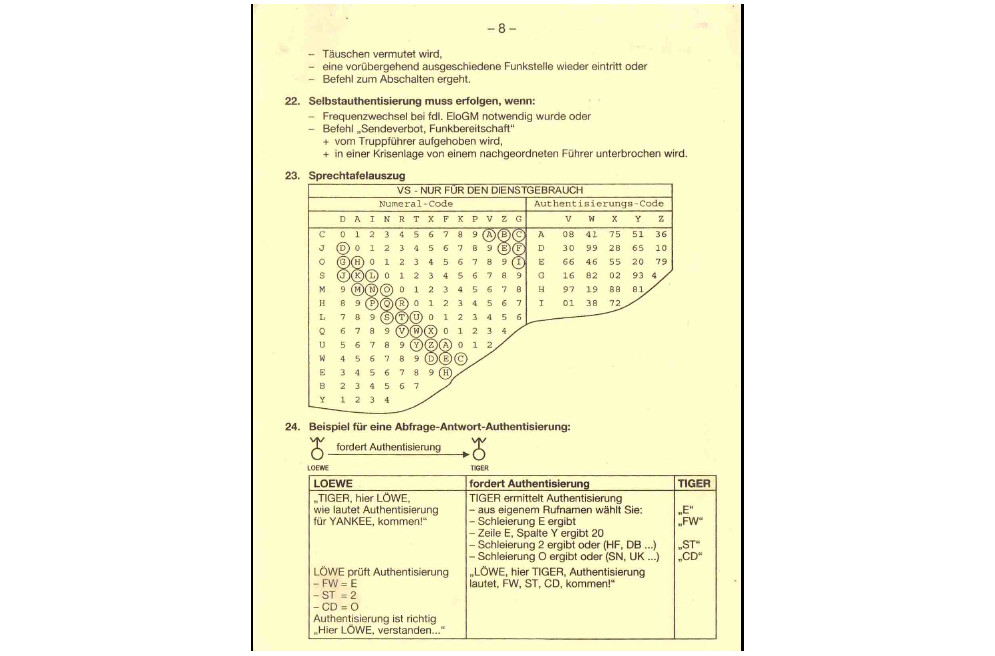 – 8 –
– Täuschen vermutet wird,
– eine vorübergehend ausgeschiedene Funkstelle wieder eintritt oder
– Befehl zum Abschalten ergeht.
22. Selbstauthentisierung muss erfolgen, wenn:
– Frequenzwechsel bei fdl. EloGM notwendig wurde oder
– Befehl „Sendeverbot, Funkbereitschaft“
+ vom Truppführer aufgehoben wird,
+ in einer Krisenlage von einem nachgeordneten Führer unterbrochen wird.
23. Sprechtafelauszug
VS - NUR FÜR DEN DIENSTGEBRAUCH
Numeral-Code Authentisierungs-Code
D A I N R T X F K P V Z G V W X Y Z
C 0 1 2 3 4 5 6 7 8 9 A B C A 08 41 75 51 36
J D 0 1 2 3 4 5 6 7 8 9 E F D 30 99 28 65 10
O G H 0 1 2 3 4 5 6 7 8 9 I E 66 46 55 20 79
S J K L 0 1 2 3 4 5 6 7 8 9 G 16 82 02 93 4
M 9 M N O 0 1 2 3 4 5 6 7 8 H 97 19 88 81
H 8 9 P Q R 0 1 2 3 4 5 6 7 I 01 38 72
L 7 8 9 S T U 0 1 2 3 4 5 6
Q 6 7 8 9 V W X 0 1 2 3 4
U 5 6 7 8 9 Y Z A 0 1 2
W 4 5 6 7 8 9 D E C
E 3 4 5 6 7 8 9 H
B 2 3 4 5 6 7
Y 1 2 3 4
24. Beispiel für eine Abfrage-Antwort-Authentisierung:
fordert Authentisierung
LOEWE TIGER
LOEWE fordert Authentisierung TIGER
„TIGER, hier LÖWE, TIGER ermittelt Authentisierung
wie lautet Authentisierung – aus eigenem Rufnamen wählt Sie: „E“
für YANKEE, kommen!“ – Schleierung E ergibt „FW“
– Zeile E, Spalte Y ergibt 20
– Schleierung 2 ergibt oder (HF, DB ...) „ST“
– Schleierung O ergibt oder (SN, UK ...) „CD“
LÖWE prüft Authentisierung „LÖWE, hier TIGER, Authentisierung
– FW = E lautet, FW, ST, CD, kommen!“
– ST = 2
– CD = O
Authentisierung ist richtig
„Hier LÖWE, verstanden...“